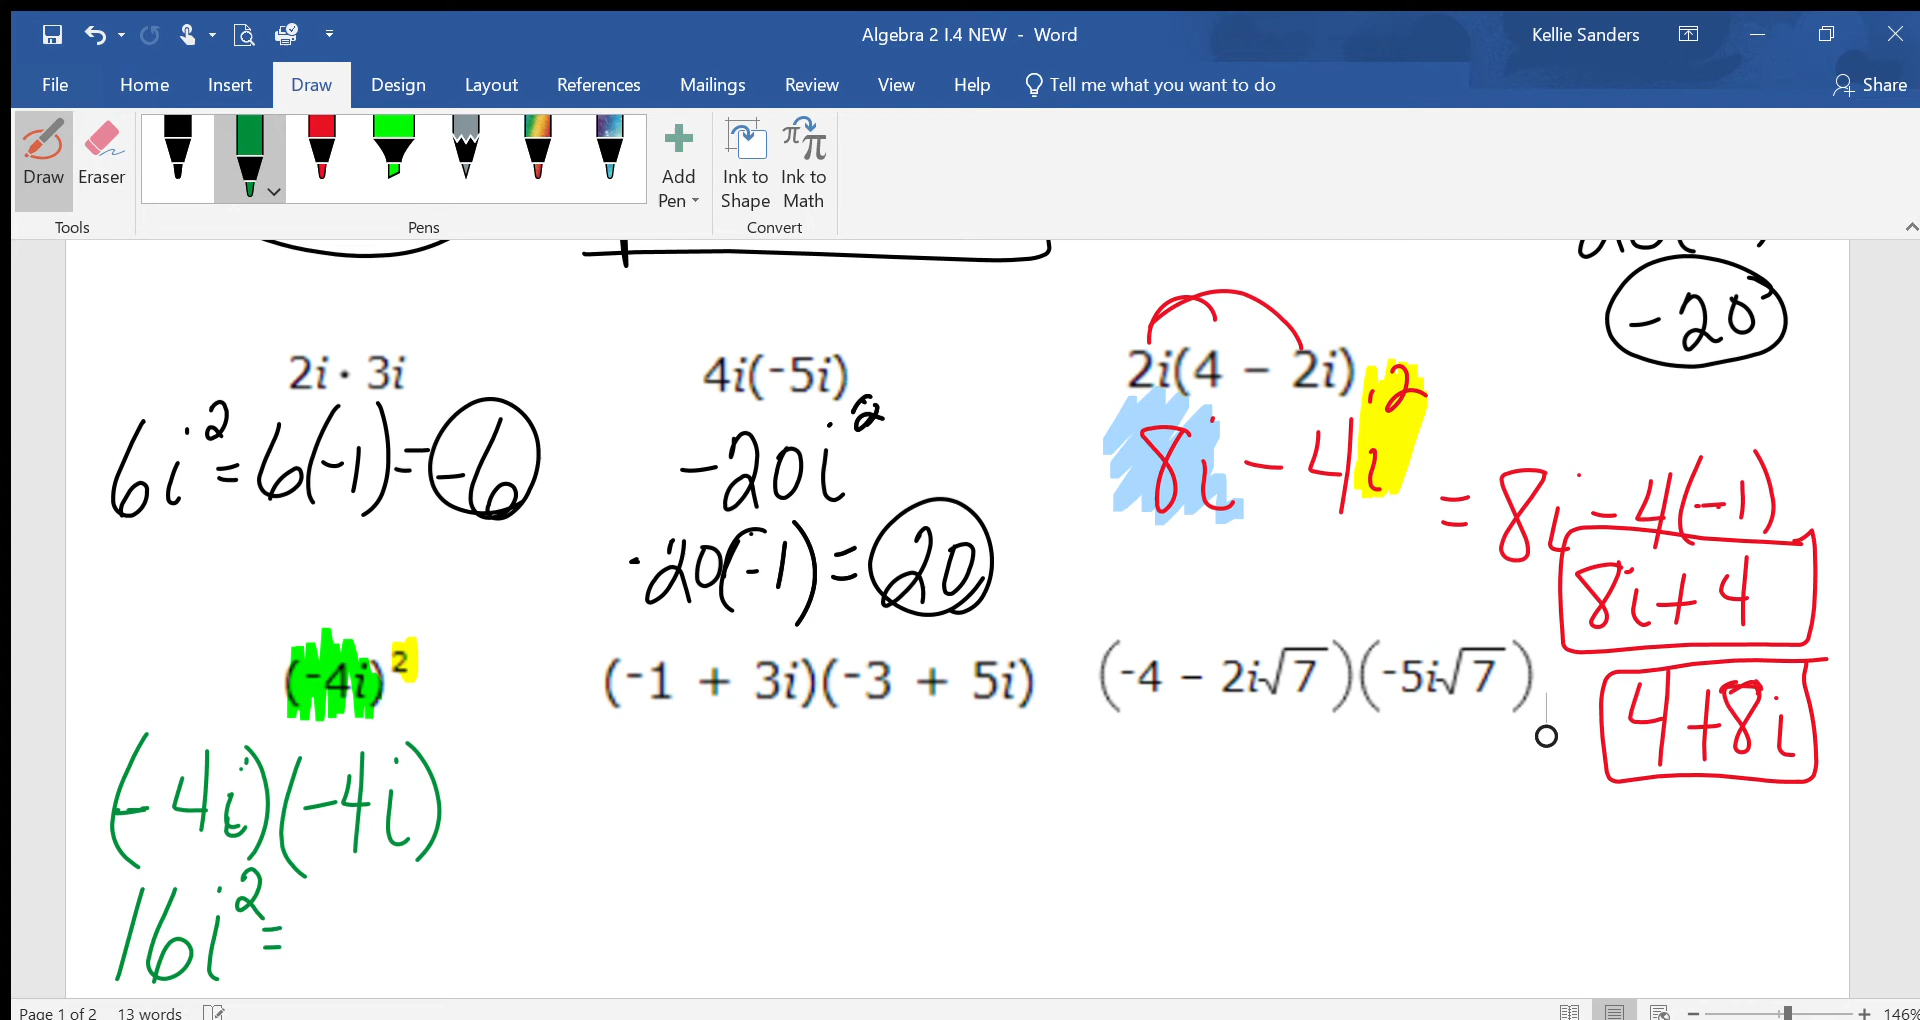 Algebra 2 I.4 NEW - Word
Kellie Sanders
File Home Insert Draw Design Layout References Mailings Review View Help Tell me what you want to do Share
Draw Eraser Add Pen Ink to Shape Ink to Math
Tools Pens Convert
-20
2i · 3i
6i² = 6(-1) = -6
4i(-5i)
-20i²
-20(-1) = 20
2i(4 − 2i)
8i - 4i²
= 8i - 4(-1)
8i + 4
4 + 8i
(-4i)²
(-4i)(-4i)
16i² =
(-1 + 3i)(-3 + 5i)
(-4 − 2i√7)(-5i√7)
Page 1 of 2 13 words
146%